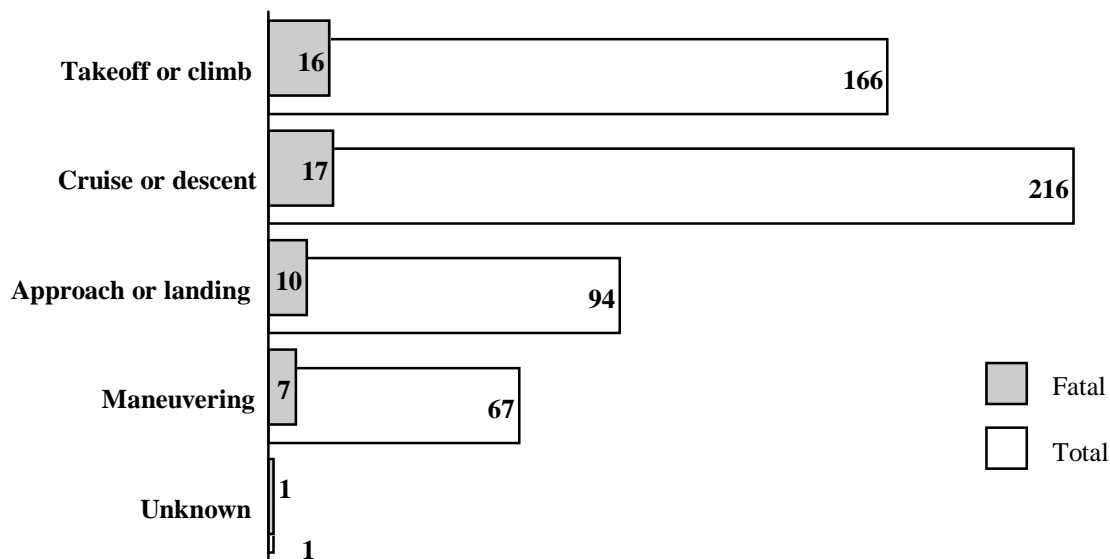 Takeoff or climb
16
166
Cruise or descent
17
216
Approach or landing
10
94
Maneuvering
7
67
Fatal
Total
Unknown
1
1